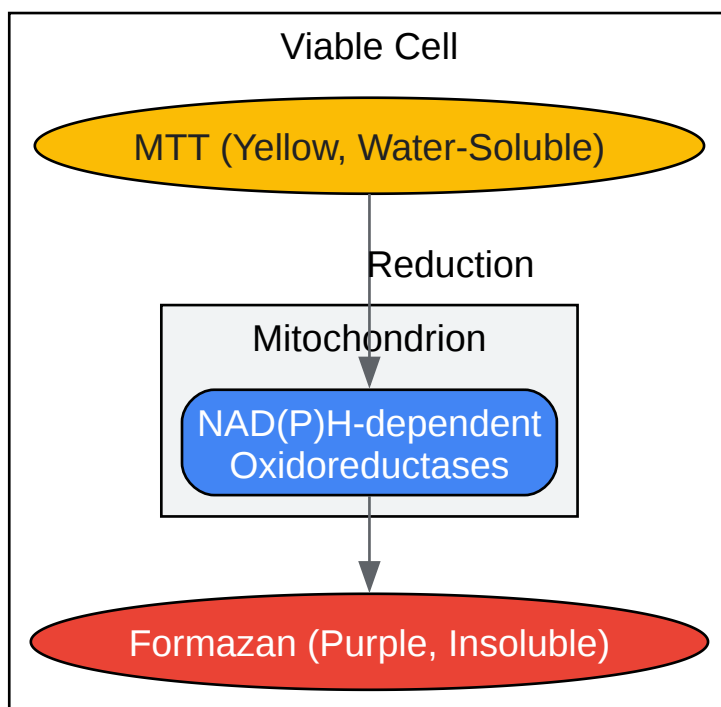 Viable Cell
MTT (Yellow, Water-Soluble)
Reduction
Mitochondrion
NAD(P)H-dependent
Oxidoreductases
Formazan (Purple, Insoluble)